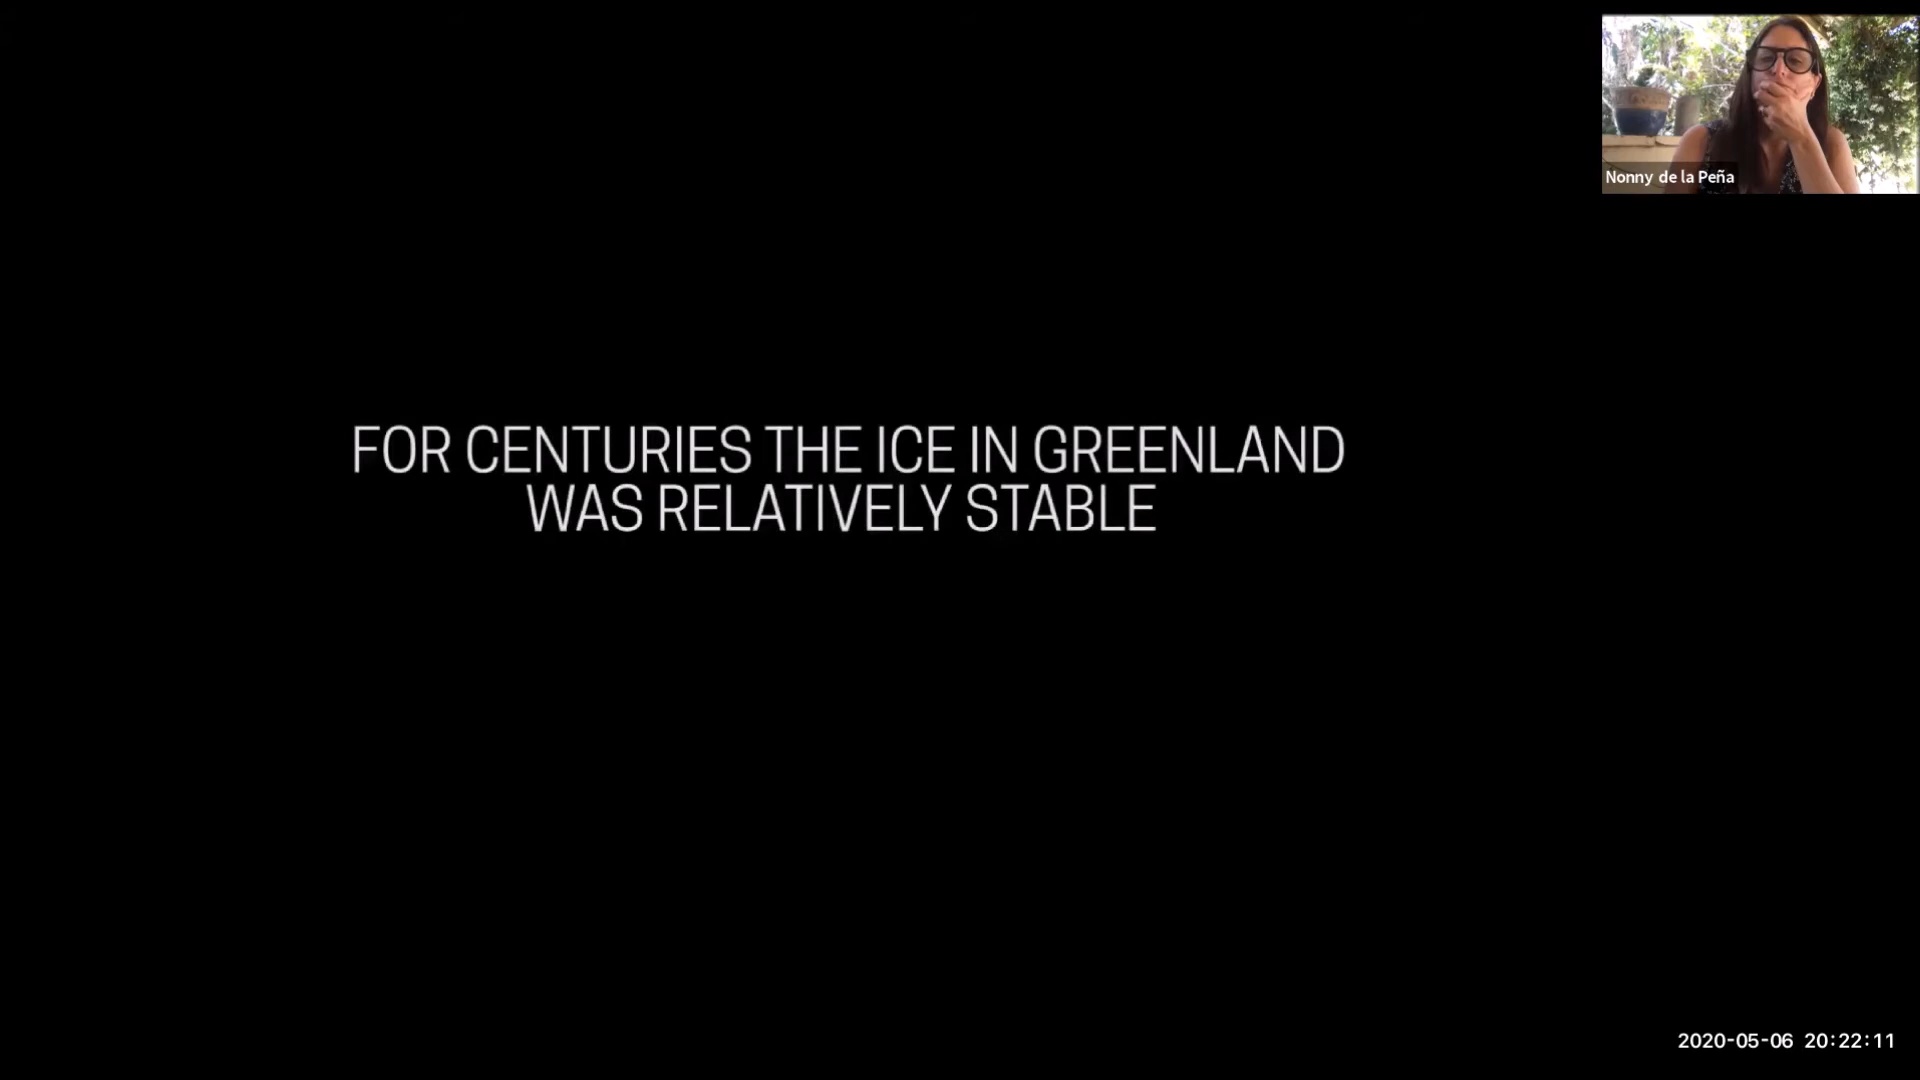 Nonny de la Peña
FOR CENTURIES THE ICE IN GREENLAND
WAS RELATIVELY STABLE
2020-05-06 20:22:11